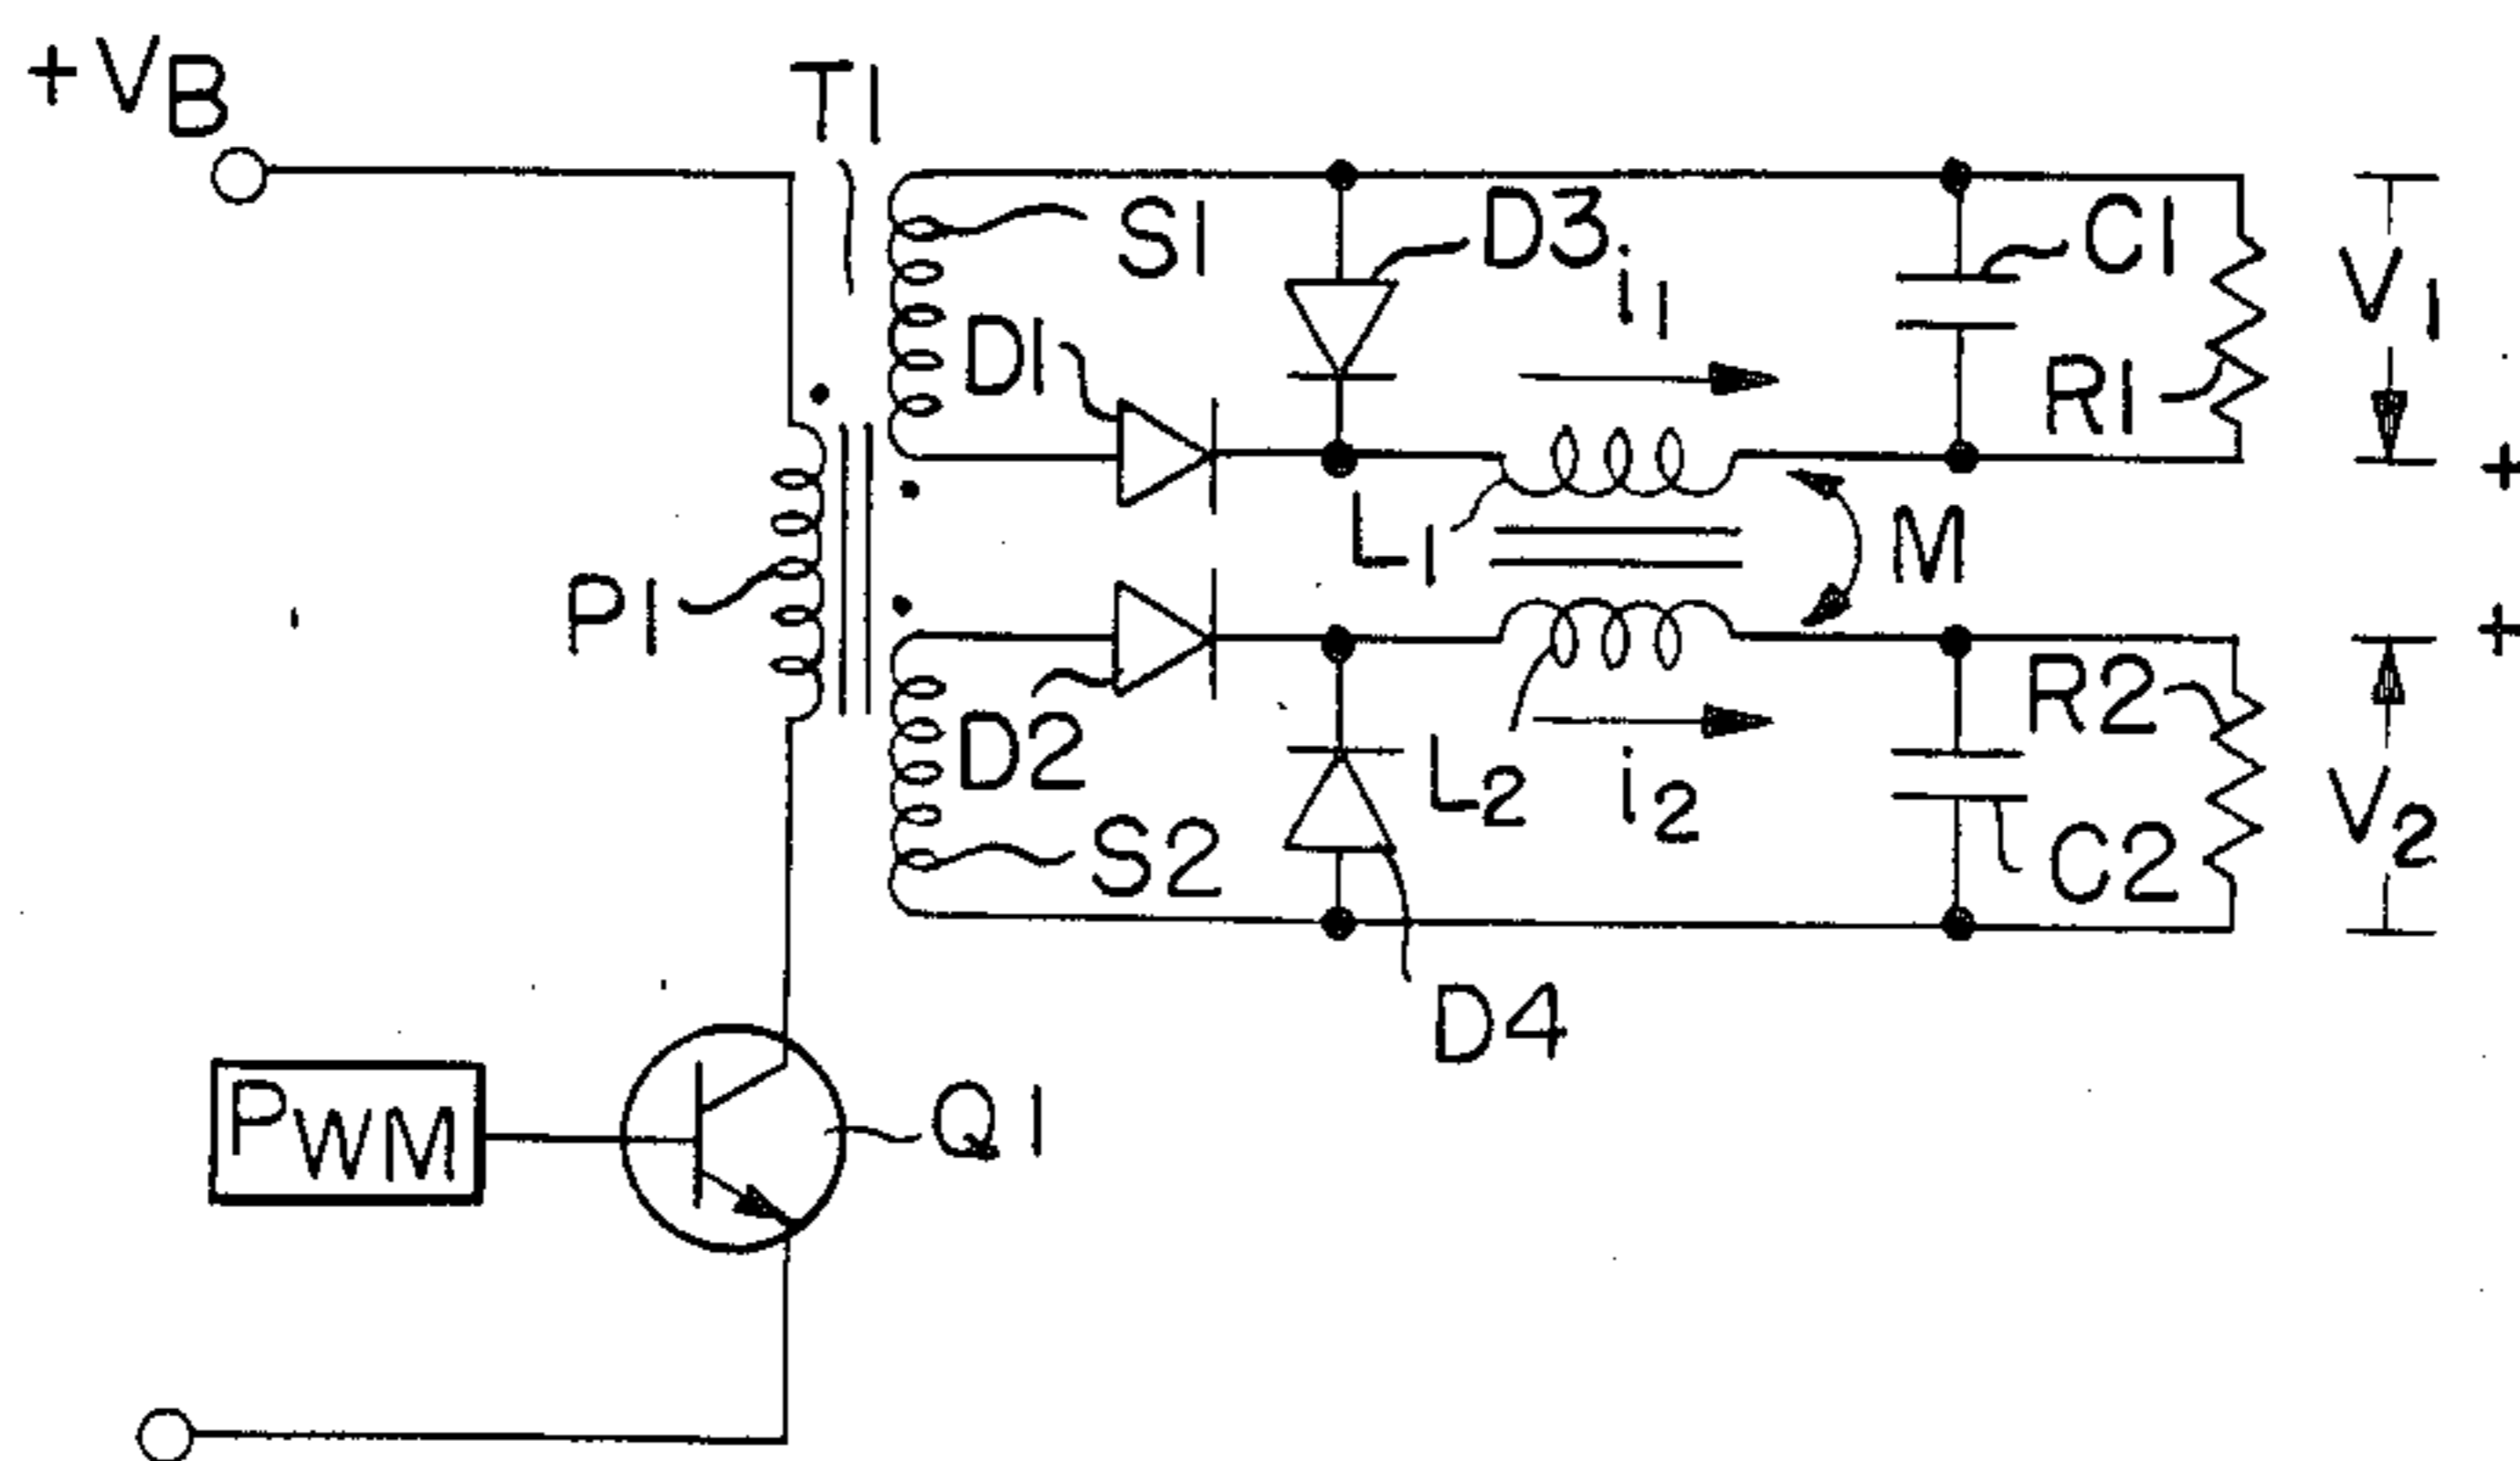 +VB
T1
S1
D3
i1
C1
V1
D1
R1
+
L1
M
P1
+
R2
D2
L2
i2
V2
S2
C2
D4
PWM
Q1